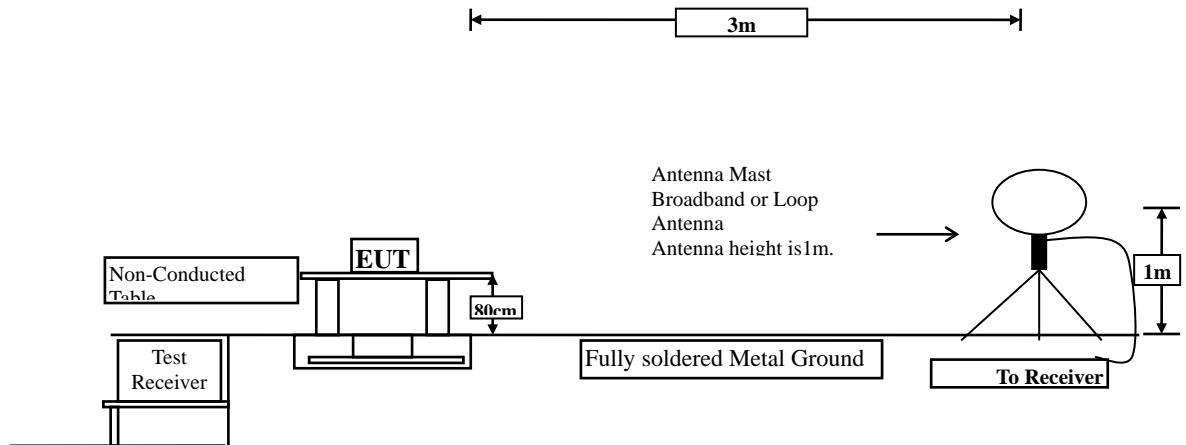 3m
Antenna Mast
Broadband or Loop
Antenna
Antenna height is1m.
EUT
Non-Conducted
Table
80cm
1m
Test
Receiver
Fully soldered Metal Ground
To Receiver